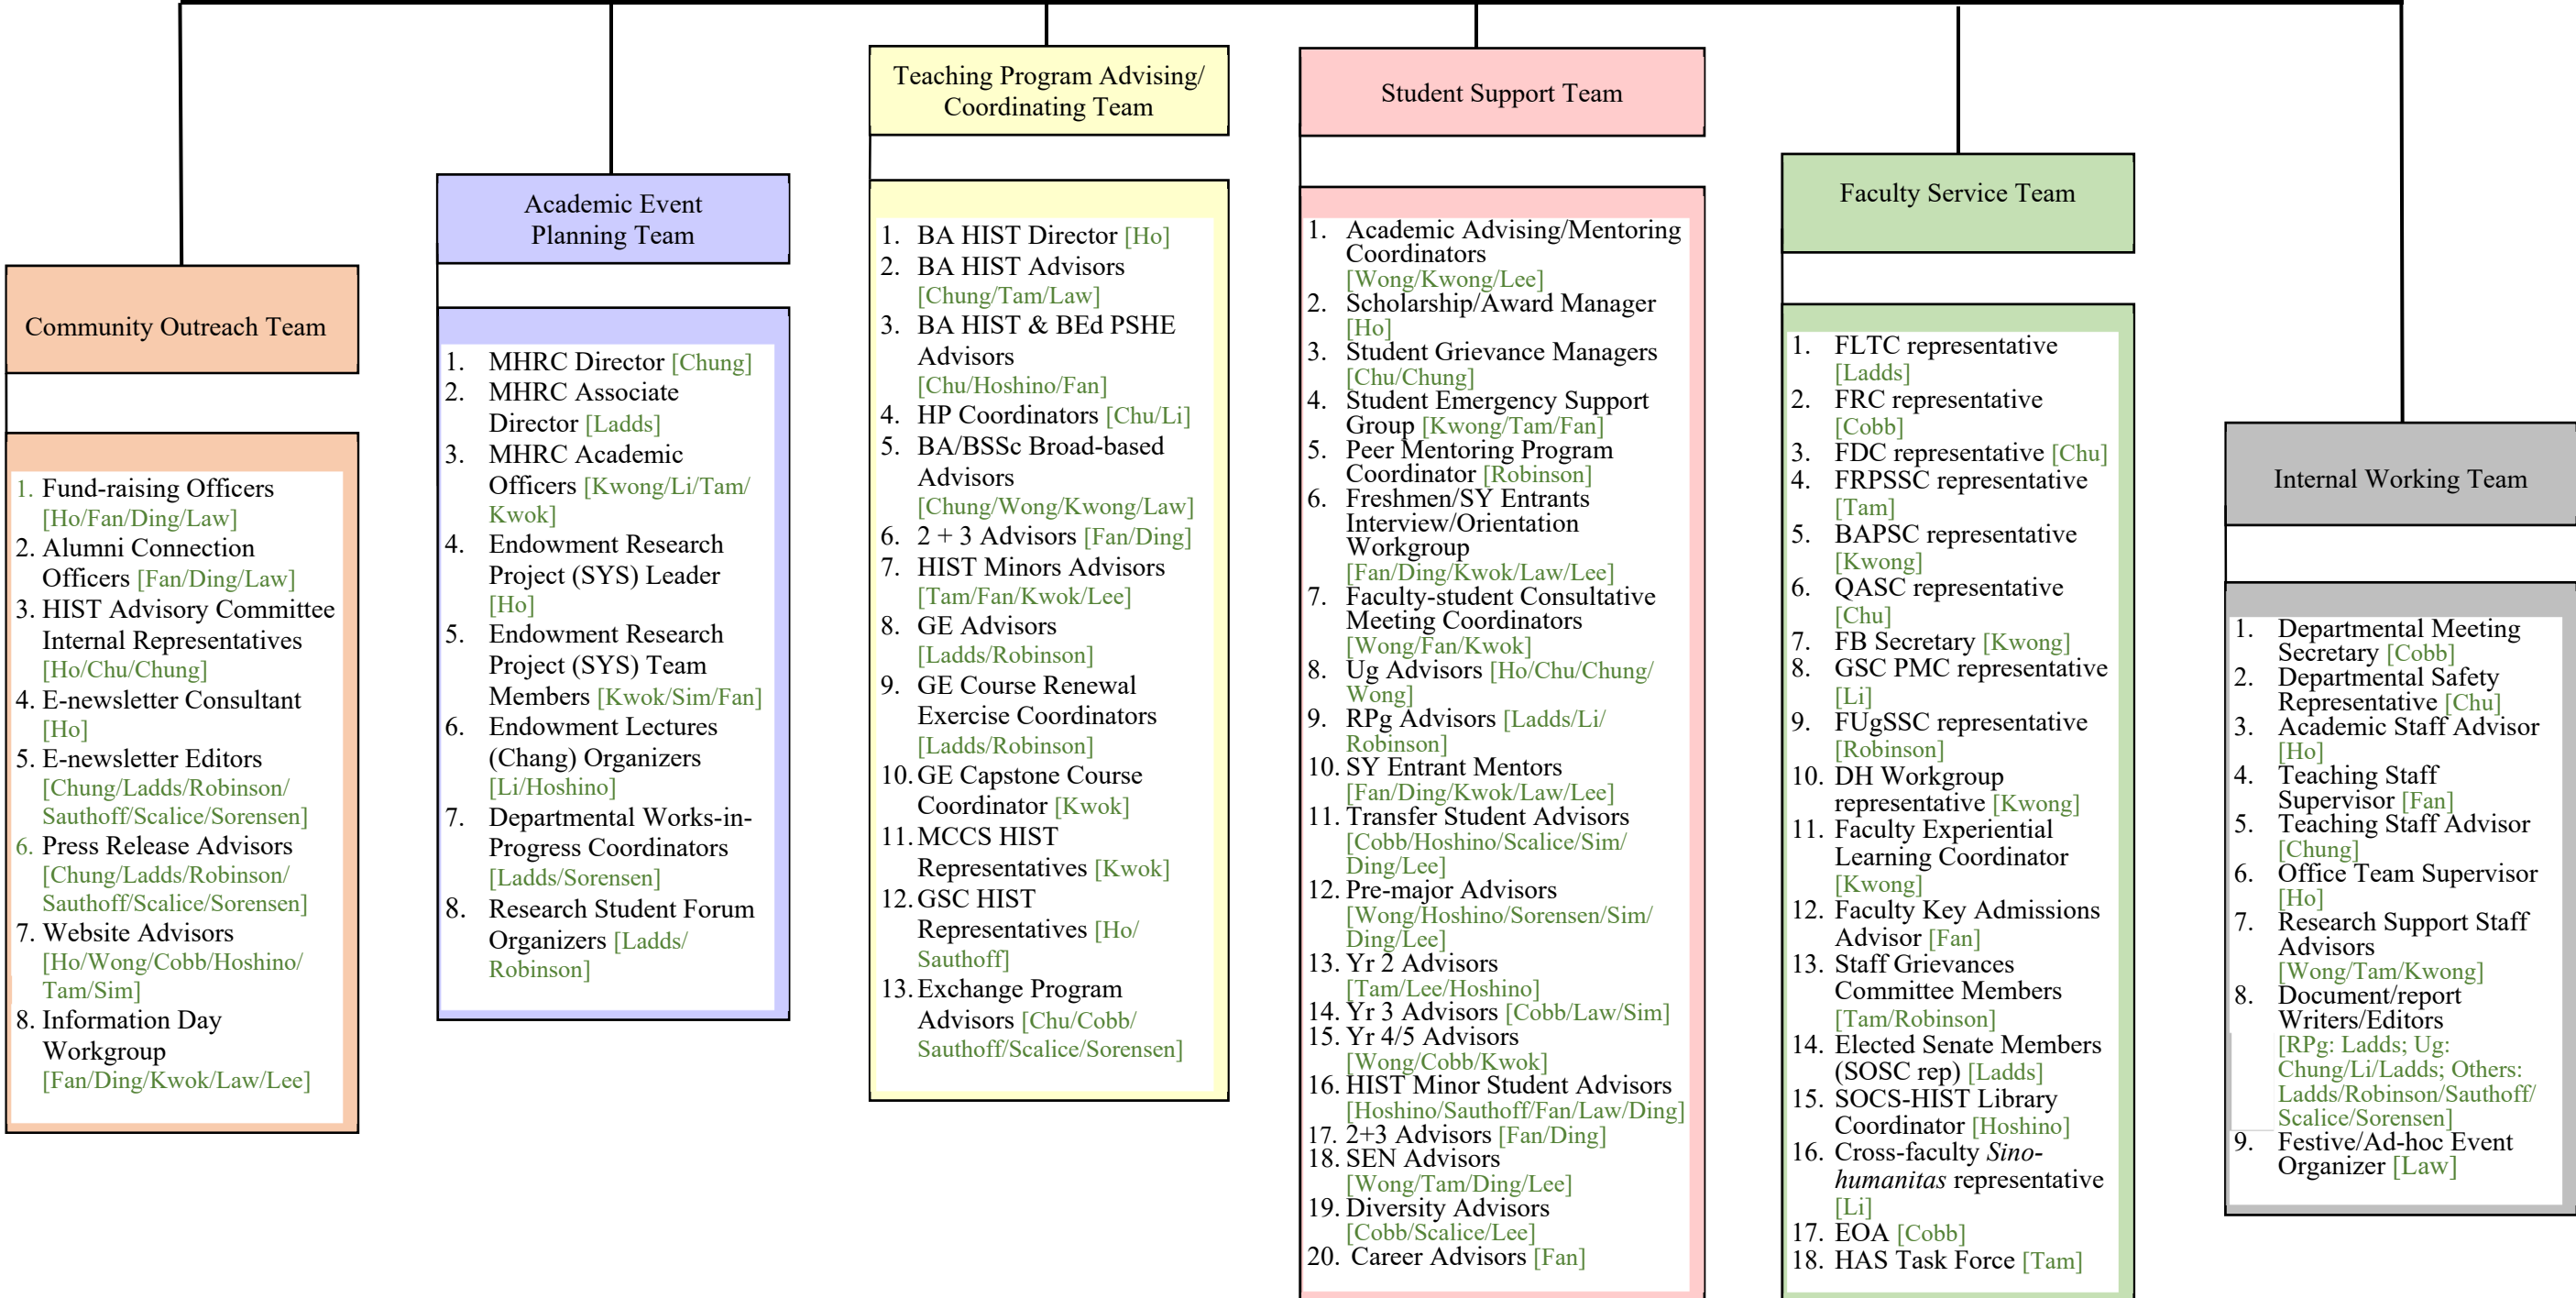 Community Outreach Team
1. Fund-raising Officers
[Ho/Fan/Ding/Law]
2. Alumni Connection
Officers [Fan/Ding/Law]
3. HIST Advisory Committee
Internal Representatives
[Ho/Chu/Chung]
4. E-newsletter Consultant
[Ho]
5. E-newsletter Editors
[Chung/Ladds/Robinson/
Sauthoff/Scalice/Sorensen]
6. Press Release Advisors
[Chung/Ladds/Robinson/
Sauthoff/Scalice/Sorensen]
7. Website Advisors
[Ho/Wong/Cobb/Hoshino/
Tam/Sim]
8. Information Day
Workgroup
[Fan/Ding/Kwok/Law/Lee]
Academic Event
Planning Team
1. MHRC Director [Chung]
2. MHRC Associate
Director [Ladds]
3. MHRC Academic
Officers [Kwong/Li/Tam/
Kwok]
4. Endowment Research
Project (SYS) Leader
[Ho]
5. Endowment Research
Project (SYS) Team
Members [Kwok/Sim/Fan]
6. Endowment Lectures
(Chang) Organizers
[Li/Hoshino]
7. Departmental Works-in-
Progress Coordinators
[Ladds/Sorensen]
8. Research Student Forum
Organizers [Ladds/
Robinson]
Teaching Program Advising/
Coordinating Team
1. BA HIST Director [Ho]
2. BA HIST Advisors
[Chung/Tam/Law]
3. BA HIST & BEd PSHE
Advisors
[Chu/Hoshino/Fan]
4. HP Coordinators [Chu/Li]
5. BA/BSSc Broad-based
Advisors
[Chung/Wong/Kwong/Law]
6. 2 + 3 Advisors [Fan/Ding]
7. HIST Minors Advisors
[Tam/Fan/Kwok/Lee]
8. GE Advisors
[Ladds/Robinson]
9. GE Course Renewal
Exercise Coordinators
[Ladds/Robinson]
10. GE Capstone Course
Coordinator [Kwok]
11. MCCS HIST
Representatives [Kwok]
12. GSC HIST
Representatives [Ho/
Sauthoff]
13. Exchange Program
Advisors [Chu/Cobb/
Sauthoff/Scalice/Sorensen]
Student Support Team
1. Academic Advising/Mentoring
Coordinators
[Wong/Kwong/Lee]
2. Scholarship/Award Manager
[Ho]
3. Student Grievance Managers
[Chu/Chung]
4. Student Emergency Support
Group [Kwong/Tam/Fan]
5. Peer Mentoring Program
Coordinator [Robinson]
6. Freshmen/SY Entrants
Interview/Orientation
Workgroup
[Fan/Ding/Kwok/Law/Lee]
7. Faculty-student Consultative
Meeting Coordinators
[Wong/Fan/Kwok]
8. Ug Advisors [Ho/Chu/Chung/
Wong]
9. RPg Advisors [Ladds/Li/
Robinson]
10. SY Entrant Mentors
[Fan/Ding/Kwok/Law/Lee]
11. Transfer Student Advisors
[Cobb/Hoshino/Scalice/Sim/
Ding/Lee]
12. Pre-major Advisors
[Wong/Hoshino/Sorensen/Sim/
Ding/Lee]
13. Yr 2 Advisors
[Tam/Lee/Hoshino]
14. Yr 3 Advisors [Cobb/Law/Sim]
15. Yr 4/5 Advisors
[Wong/Cobb/Kwok]
16. HIST Minor Student Advisors
[Hoshino/Sauthoff/Fan/Law/Ding]
17. 2+3 Advisors [Fan/Ding]
18. SEN Advisors
[Wong/Tam/Ding/Lee]
19. Diversity Advisors
[Cobb/Scalice/Lee]
20. Career Advisors [Fan]
Faculty Service Team
1. FLTC representative
[Ladds]
2. FRC representative
[Cobb]
3. FDC representative [Chu]
4. FRPSSC representative
[Tam]
5. BAPSC representative
[Kwong]
6. QASC representative
[Chu]
7. FB Secretary [Kwong]
8. GSC PMC representative
[Li]
9. FUgSSC representative
[Robinson]
10. DH Workgroup
representative [Kwong]
11. Faculty Experiential
Learning Coordinator
[Kwong]
12. Faculty Key Admissions
Advisor [Fan]
13. Staff Grievances
Committee Members
[Tam/Robinson]
14. Elected Senate Members
(SOSC rep) [Ladds]
15. SOCS-HIST Library
Coordinator [Hoshino]
16. Cross-faculty Sino-
humanitas representative
[Li]
17. EOA [Cobb]
18. HAS Task Force [Tam]
Internal Working Team
1. Departmental Meeting
Secretary [Cobb]
2. Departmental Safety
Representative [Chu]
3. Academic Staff Advisor
[Ho]
4. Teaching Staff
Supervisor [Fan]
5. Teaching Staff Advisor
[Chung]
6. Office Team Supervisor
[Ho]
7. Research Support Staff
Advisors
[Wong/Tam/Kwong]
8. Document/report
Writers/Editors
[RPg: Ladds; Ug:
Chung/Li/Ladds; Others:
Ladds/Robinson/Sauthoff/
Scalice/Sorensen]
9. Festive/Ad-hoc Event
Organizer [Law]